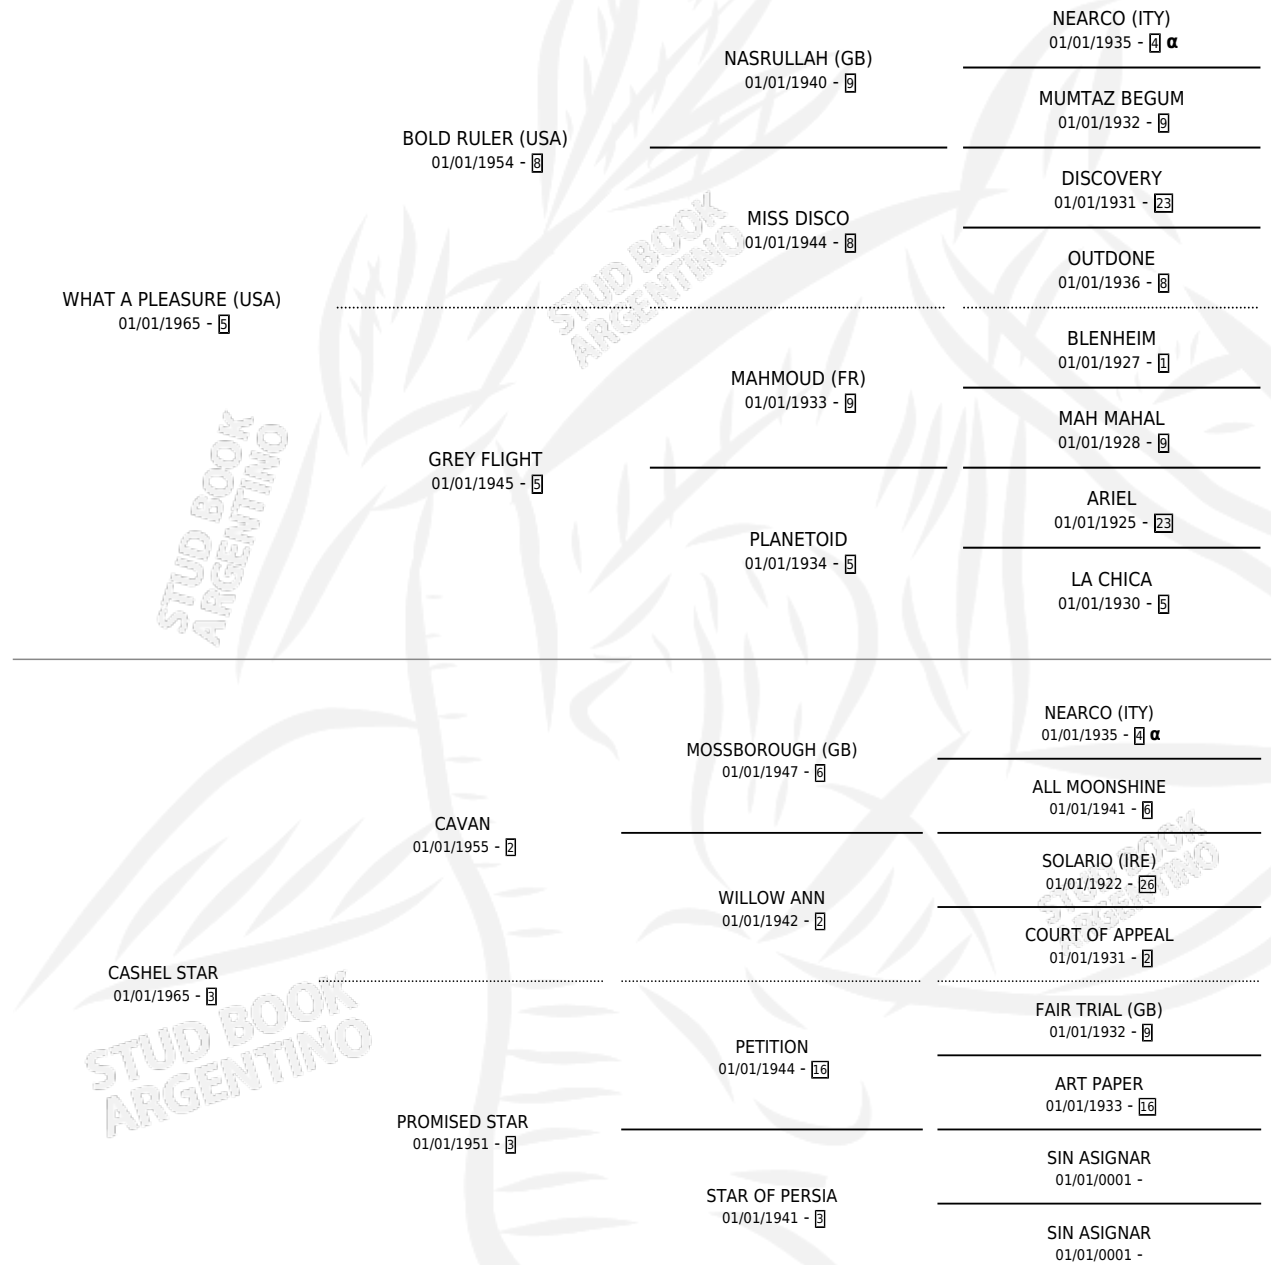 NEARCO (ITY)
01/01/1935 - 4 α
NASRULLAH (GB)
01/01/1940 - 9
MUMTAZ BEGUM
01/01/1932 - 9
BOLD RULER (USA)
01/01/1954 - 8
DISCOVERY
01/01/1931 - 23
MISS DISCO
01/01/1944 - 8
OUTDONE
01/01/1936 - 8
WHAT A PLEASURE (USA)
01/01/1965 - 5
BLENHEIM
01/01/1927 - 1
MAHMOUD (FR)
01/01/1933 - 9
MAH MAHAL
01/01/1928 - 9
GREY FLIGHT
01/01/1945 - 5
ARIEL
01/01/1925 - 23
PLANETOID
01/01/1934 - 5
LA CHICA
01/01/1930 - 5
NEARCO (ITY)
01/01/1935 - 4 α
MOSSBOROUGH (GB)
01/01/1947 - 6
ALL MOONSHINE
01/01/1941 - 6
CAVAN
01/01/1955 - 2
SOLARIO (IRE)
01/01/1922 - 26
WILLOW ANN
01/01/1942 - 2
COURT OF APPEAL
01/01/1931 - 2
CASHEL STAR
01/01/1965 - 3
FAIR TRIAL (GB)
01/01/1932 - 9
PETITION
01/01/1944 - 16
ART PAPER
01/01/1933 - 16
PROMISED STAR
01/01/1951 - 3
SIN ASIGNAR
01/01/0001 -
STAR OF PERSIA
01/01/1941 - 3
SIN ASIGNAR
01/01/0001 -
STUD BOOK
ARGENTINO
STUD BOOK
ARGENTINO
STUD BOOK
ARGENTINO
STUD BOOK
ARGENTINO